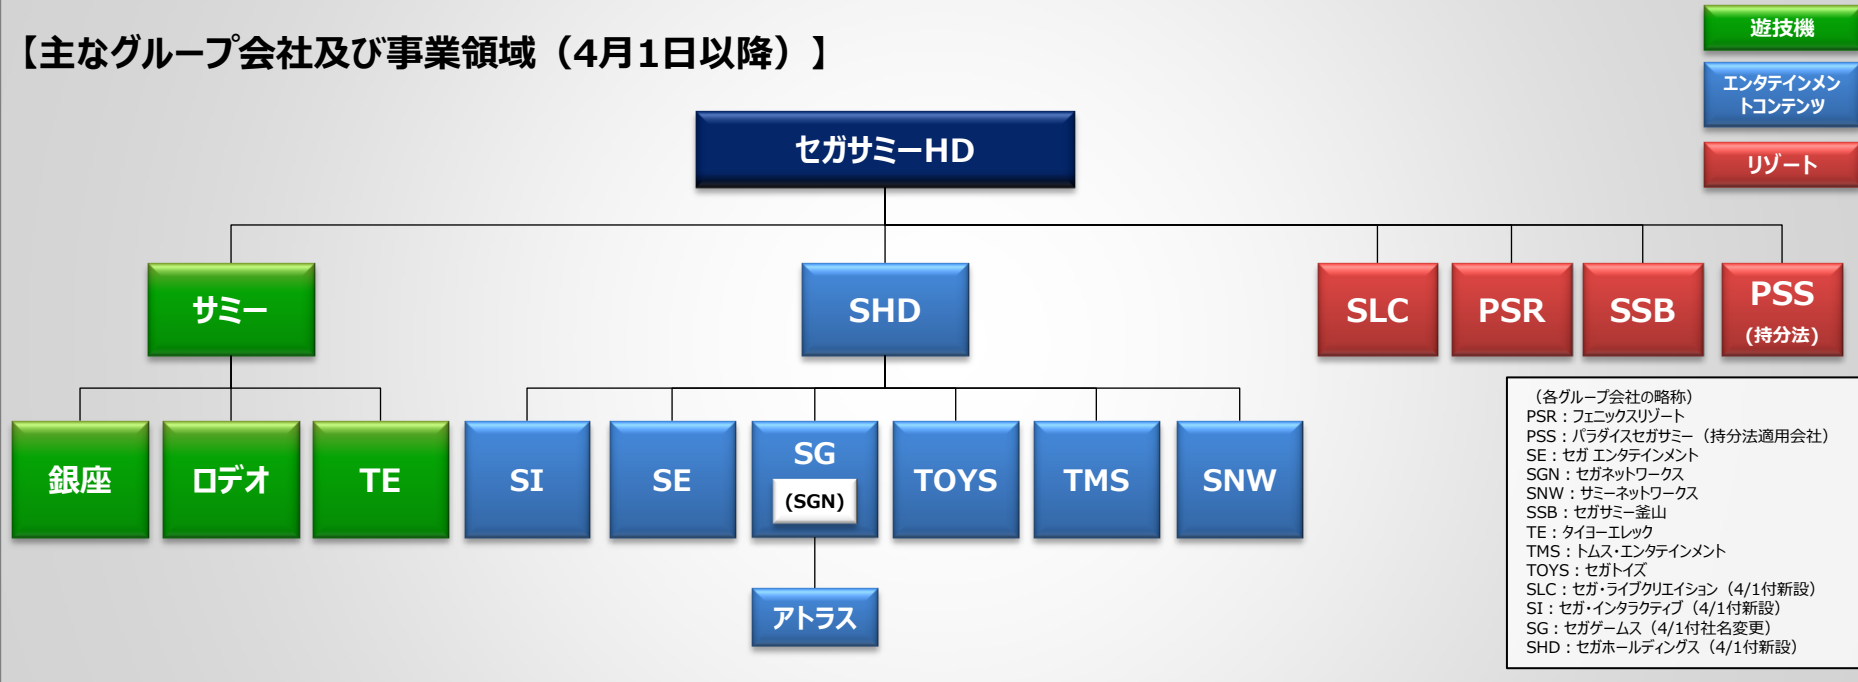 【主なグループ会社及び事業領域（4月1日以降）】
遊技機
エンタテインメン
トコンテンツ
リゾート
セガサミーHD
サミー
SHD
SLC
PSR
SSB
PSS
(持分法)
銀座
ロデオ
TE
SI
SE
SG
(SGN)
TOYS
TMS
SNW
アトラス
（各グループ会社の略称）
PSR：フェニックスリゾート
PSS：パラダイスセガサミー（持分法適用会社）
SE：セガ エンタテインメント
SGN：セガネットワークス
SNW：サミーネットワークス
SSB：セガサミー釜山
TE：タイヨーエレック
TMS：トムス・エンタテインメント
TOYS：セガトイズ
SLC：セガ・ライブクリエイション（4/1付新設）
SI：セガ・インタラクティブ（4/1付新設）
SG：セガゲームス（4/1付社名変更）
SHD：セガホールディングス（4/1付新設）